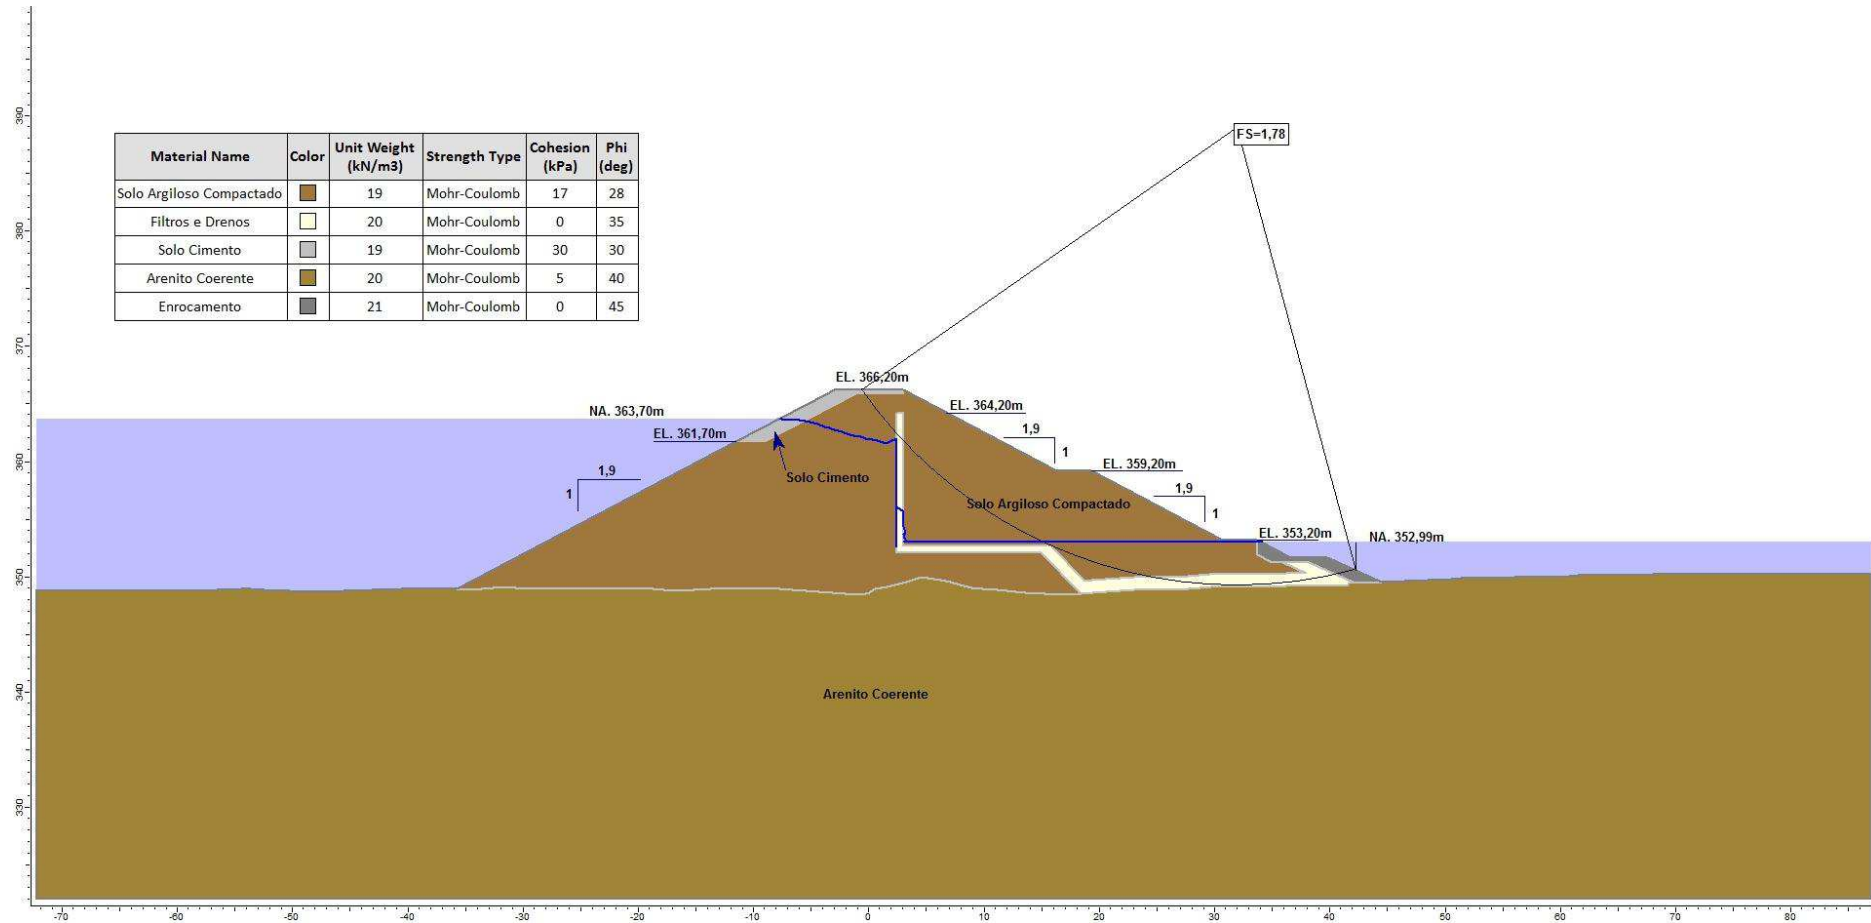 390
380
370
360
350
340
330
Material Name Color Unit Weight (kN/m3) Strength Type Cohesion (kPa) Phi (deg)
Solo Argiloso Compactado 19 Mohr-Coulomb 17 28
Filtros e Drenos 20 Mohr-Coulomb 0 35
Solo Cimento 19 Mohr-Coulomb 30 30
Arenito Coerente 20 Mohr-Coulomb 5 40
Enrocamento 21 Mohr-Coulomb 0 45
FS=1,78
EL. 366,20m
NA. 363,70m
EL. 364,20m
EL. 361,70m
1,9
1
EL. 359,20m
1,9
1
Solo Cimento
1,9
1
Solo Argiloso Compactado
EL. 353,20m
NA. 352,99m
Arenito Coerente
-70 -60 -50 -40 -30 -20 -10 0 10 20 30 40 50 60 70 80